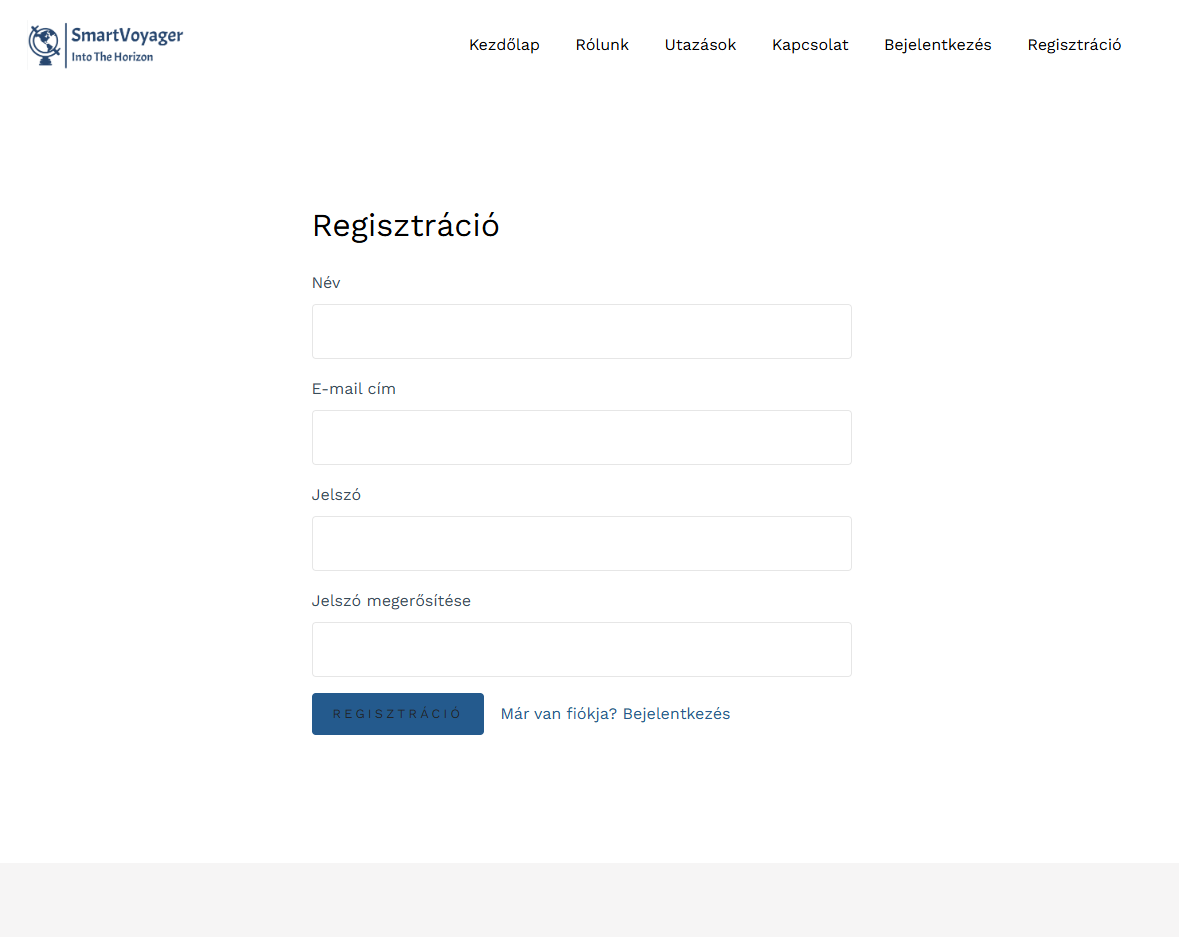 SmartVoyager
Into The Horizon
Kezdőlap Rólunk Utazások Kapcsolat Bejelentkezés Regisztráció
Regisztráció
Név
E-mail cím
Jelszó
Jelszó megerősítése
REGISZTRÁCIÓ Már van fiókja? Bejelentkezés